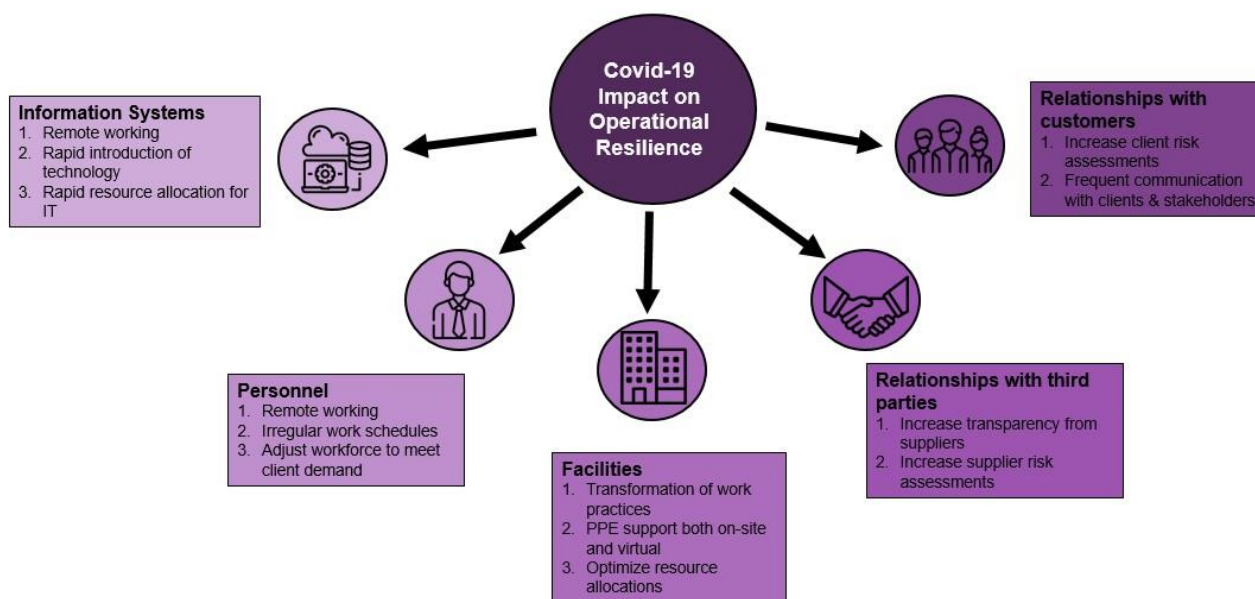 Covid-19
Impact on
Operational
Resilience
Information Systems
1. Remote working
2. Rapid introduction of
technology
3. Rapid resource allocation for
IT
Personnel
1. Remote working
2. Irregular work schedules
3. Adjust workforce to meet
client demand
Facilities
1. Transformation of work
practices
2. PPE support both on-site
and virtual
3. Optimize resource
allocations
Relationships with third
parties
1. Increase transparency from
suppliers
2. Increase supplier risk
assessments
Relationships with
customers
1. Increase client risk
assessments
2. Frequent communication
with clients & stakeholders